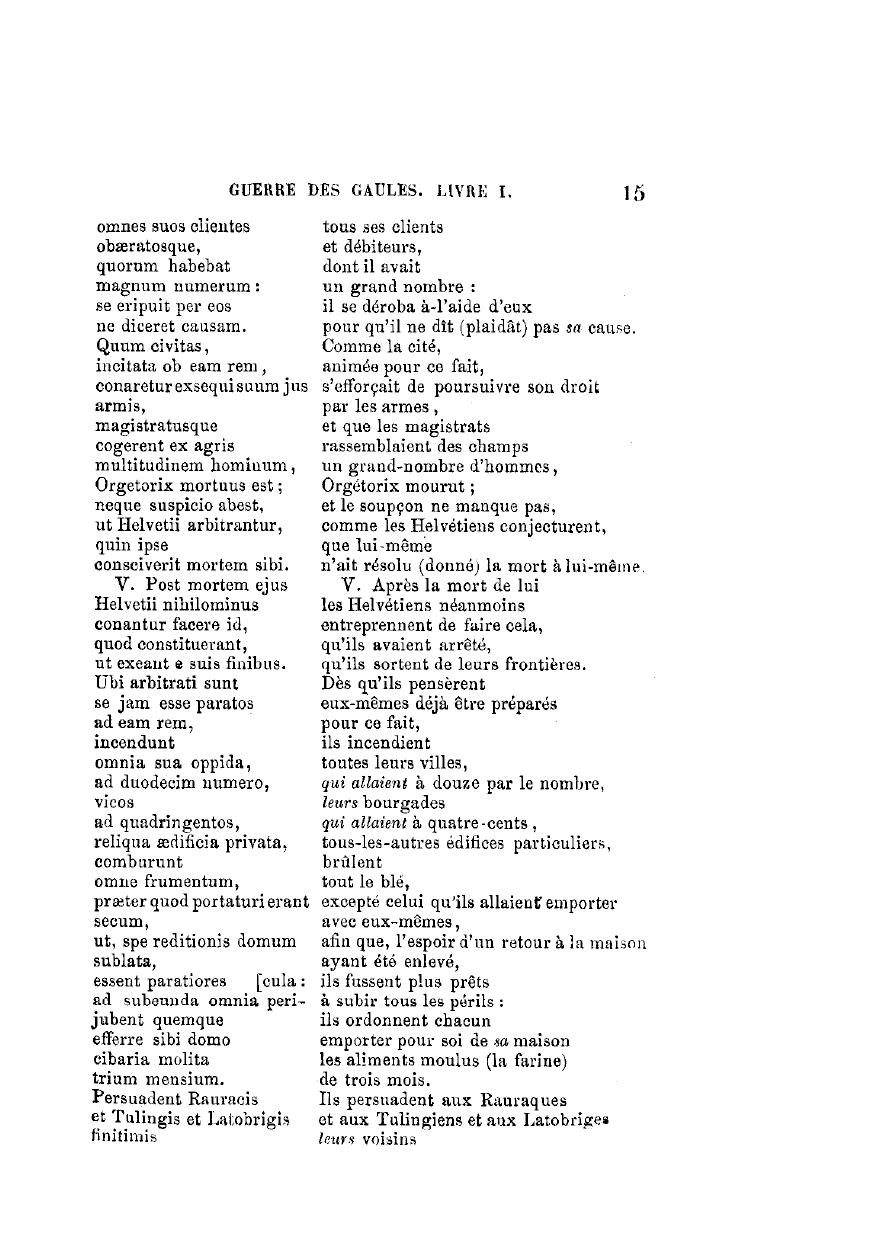 GUERRE DES GAULES. LIVRE I. 15
omnes suos clientes tous ses clients
obæratosque, et débiteurs,
quorum habebat dont il avait
magnum numerum : un grand nombre :
se eripuit per eos il se déroba à-l'aide d'eux
ne diceret causam. pour qu'il ne dît (plaidât) pas sa cause.
Quum civitas, Comme la cité,
incitata ob eam rem, animée pour ce fait,
conaretur exsequi suum jus s'efforçait de poursuivre son droit
armis, par les armes,
magistratusque et que les magistrats
cogerent ex agris rassemblaient des champs
multitudinem hominum, un grand-nombre d'hommes,
Orgetorix mortuus est ; Orgétorix mourut ;
neque suspicio abest, et le soupçon ne manque pas,
ut Helvetii arbitrantur, comme les Helvétiens conjecturent,
quin ipse que lui-même
consciverit mortem sibi. n'ait résolu (donné) la mort à lui-même.
V. Post mortem ejus V. Après la mort de lui
Helvetii nihilominus les Helvétiens néanmoins
conantur facere id, entreprennent de faire cela,
quod constituerant, qu'ils avaient arrêté,
ut exeant e suis finibus. qu'ils sortent de leurs frontières.
Ubi arbitrati sunt Dès qu'ils pensèrent
se jam esse paratos eux-mêmes déjà être préparés
ad eam rem, pour ce fait,
incendunt ils incendient
omnia sua oppida, toutes leurs villes,
ad duodecim numero, qui allaient à douze par le nombre,
vicos leurs bourgades
ad quadringentos, qui allaient à quatre-cents,
reliqua ædificia privata, tous-les-autres édifices particuliers,
comburunt brûlent
omne frumentum, tout le blé,
præter quod portaturi erant excepté celui qu'ils allaient emporter
secum, avec eux-mêmes,
ut, spe reditionis domum afin que, l'espoir d'un retour à la maison
sublata, ayant été enlevé,
essent paratiores [cula : ils fussent plus prêts
ad subeunda omnia peri- à subir tous les périls :
jubent quemque ils ordonnent chacun
efferre sibi domo emporter pour soi de sa maison
cibaria molita les aliments moulus (la farine)
trium mensium. de trois mois.
Persuadent Rauracis Ils persuadent aux Rauraques
et Tulingis et Latobrigis et aux Tulingiens et aux Latobriges
finitimis leurs voisins